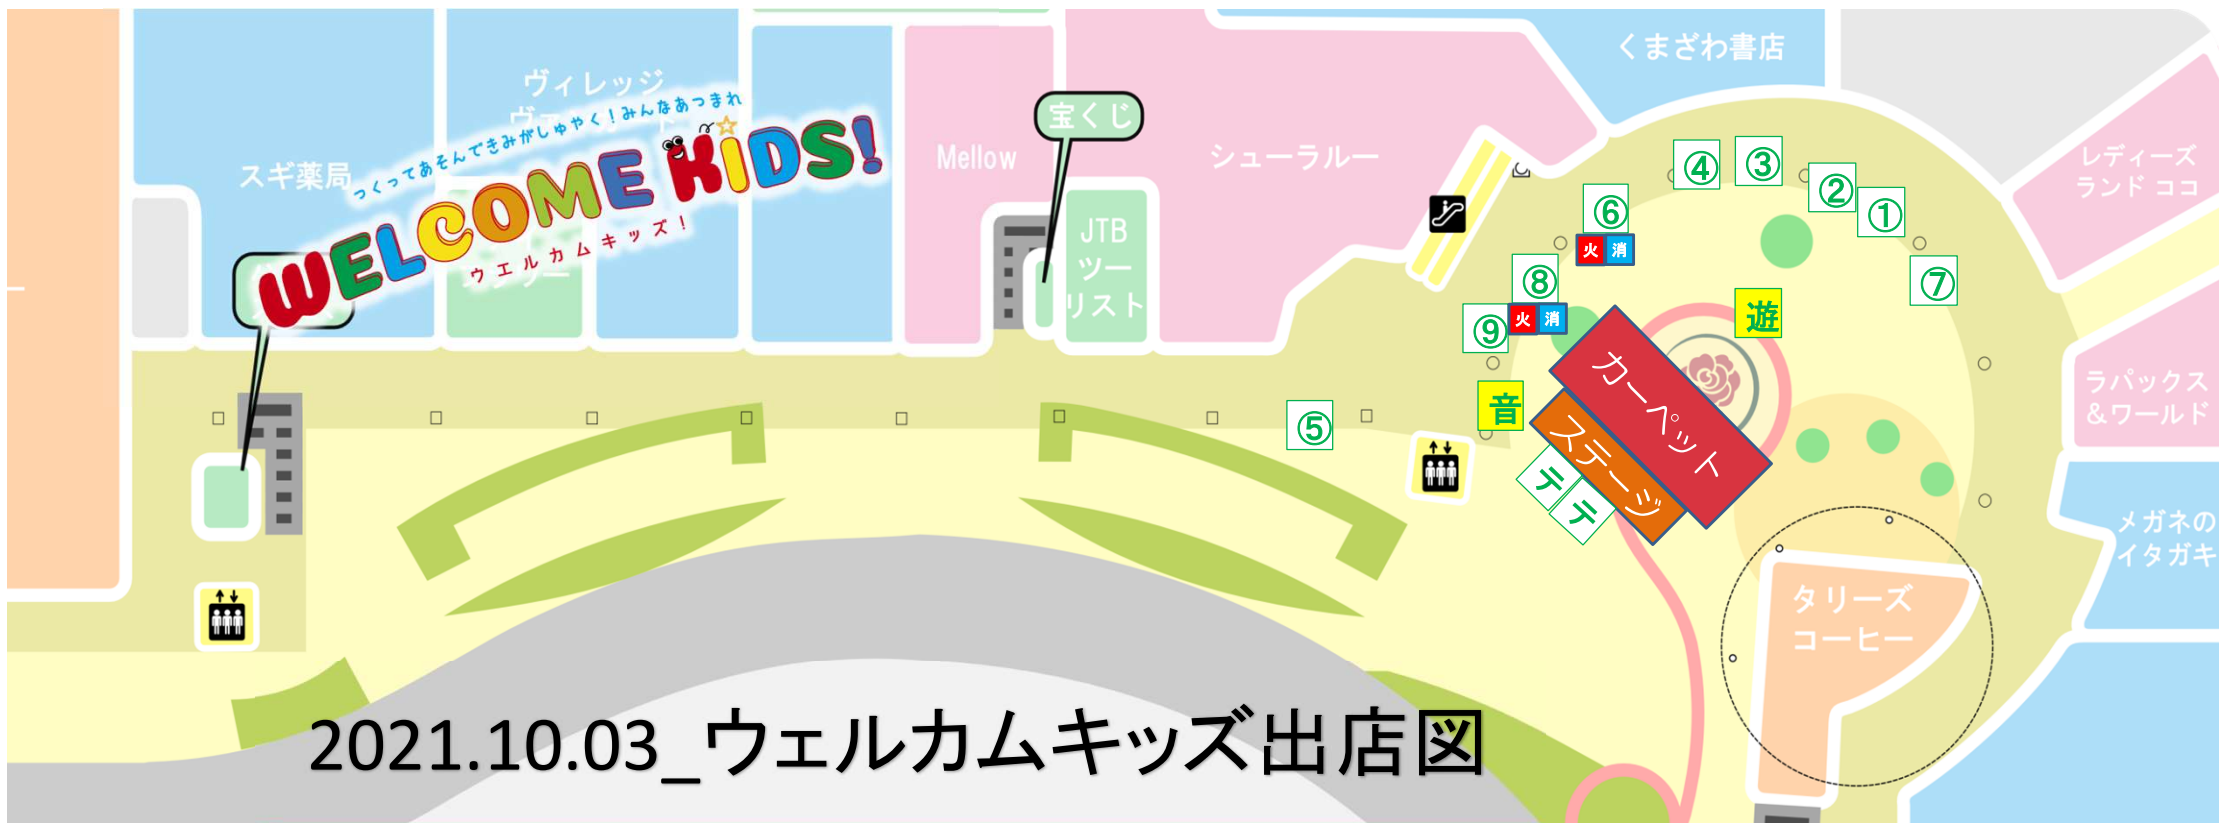 くまざわ書店
ヴィレッジ
つくってあそんできみがしゅやく！みんなあつまれ
WELCOME KIDS!
ウエルカムキッズ！
スギ薬局
Mellow
宝くじ
シューラルー
JTB
ツー
リスト
レディーズ
ランド ココ
④
③
②
①
⑥
火 消
⑦
⑧
火 消
⑨
遊
音
カーペット
ステージ
テ
テ
⑤
ラパックス
&ワールド
メガネの
イタガキ
タリーズ
コーヒー
2021.10.03_ウェルカムキッズ出店図